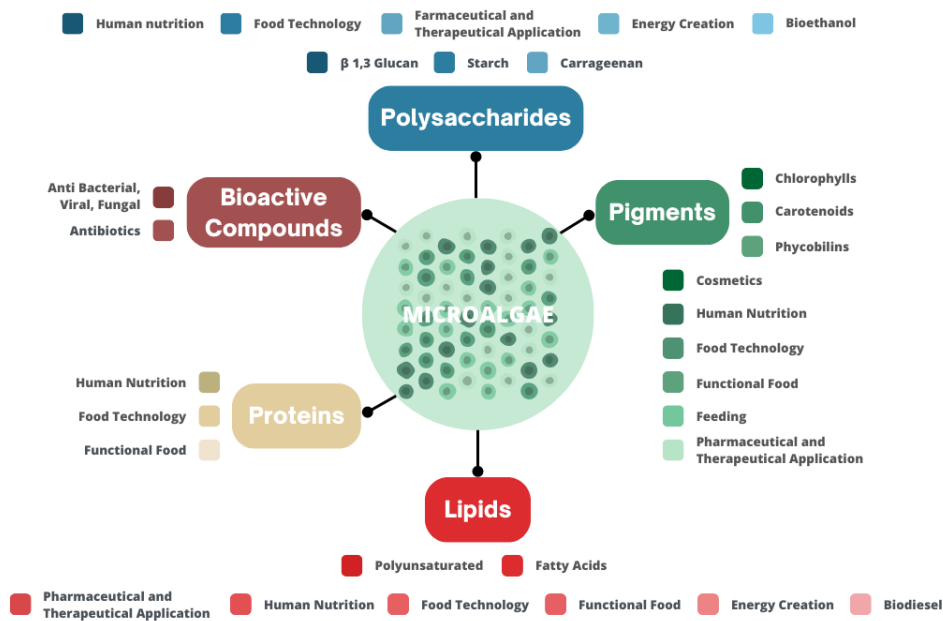 Human nutrition
Food Technology
Farmaceutical and
Therapeutical Application
Energy Creation
Bioethanol
β 1,3 Glucan
Starch
Carrageenan
Polysaccharides
Anti Bacterial,
Viral, Fungal
Antibiotics
Bioactive
Compounds
Pigments
Chlorophylls
Carotenoids
Phycobilins
Cosmetics
Human Nutrition
Food Technology
Functional Food
Feeding
Pharmaceutical and
Therapeutical Application
MICROALGAE
Human Nutrition
Food Technology
Functional Food
Proteins
Lipids
Polyunsaturated
Fatty Acids
Pharmaceutical and
Therapeutical Application
Human Nutrition
Food Technology
Functional Food
Energy Creation
Biodiesel